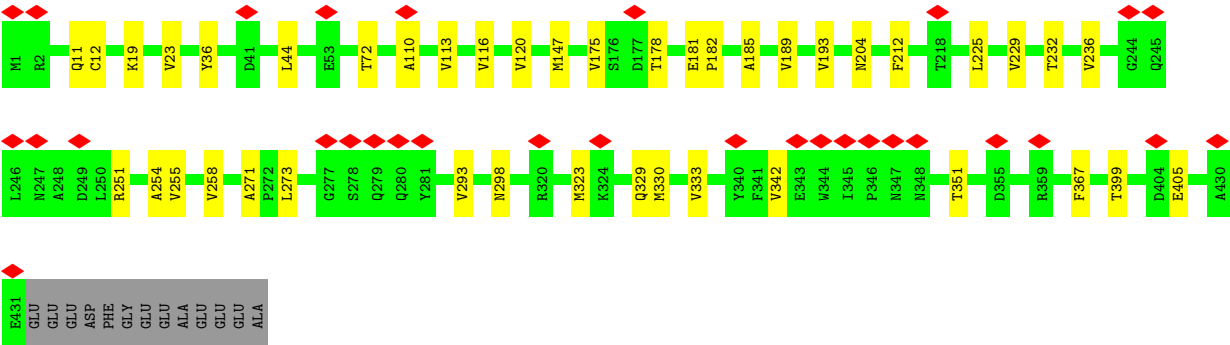 M1 R2 Q11 C12 K19 V23 Y36 D41 L44 E53 T72 A110 V113 V116 V120 M147 V175 S176 D177 T178 E181 P182 A185 V189 V193 N204 F212 T218 L225 V229 T232 V236 G244 Q245
L246 N247 A248 D249 L250 R251 A254 V255 V258 A271 P272 L273 G277 S278 Q279 Q280 Y281 V293 N298 R320 M323 K324 Q329 M330 V333 Y340 F341 V342 E343 W344 I345 P346 N347 N348 T351 D355 R359 F367 T399 D404 E405 A430
E431 GLU GLU GLU ASP PHE GLY GLU GLU ALA GLU GLU GLU ALA